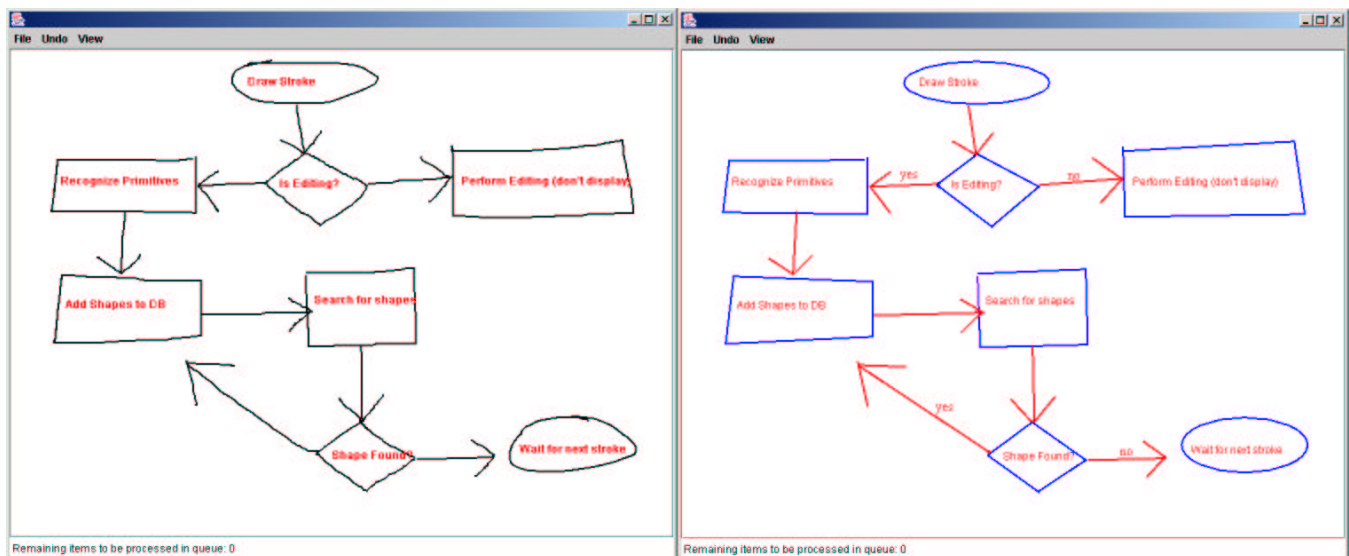 File Undo View
Draw Stroke
Is Editing?
Recognize Primitives
Perform Editing (don't display)
Add Shapes to DB
Search for shapes
Shape Found?
Wait for next stroke
Remaining items to be processed in queue: 0
File Undo View
Draw Stroke
yes
no
Is Editing?
Recognize Primitives
Perform Editing (don't display)
Add Shapes to DB
Search for shapes
yes
no
Shape Found?
Wait for next stroke
Remaining items to be processed in queue: 0